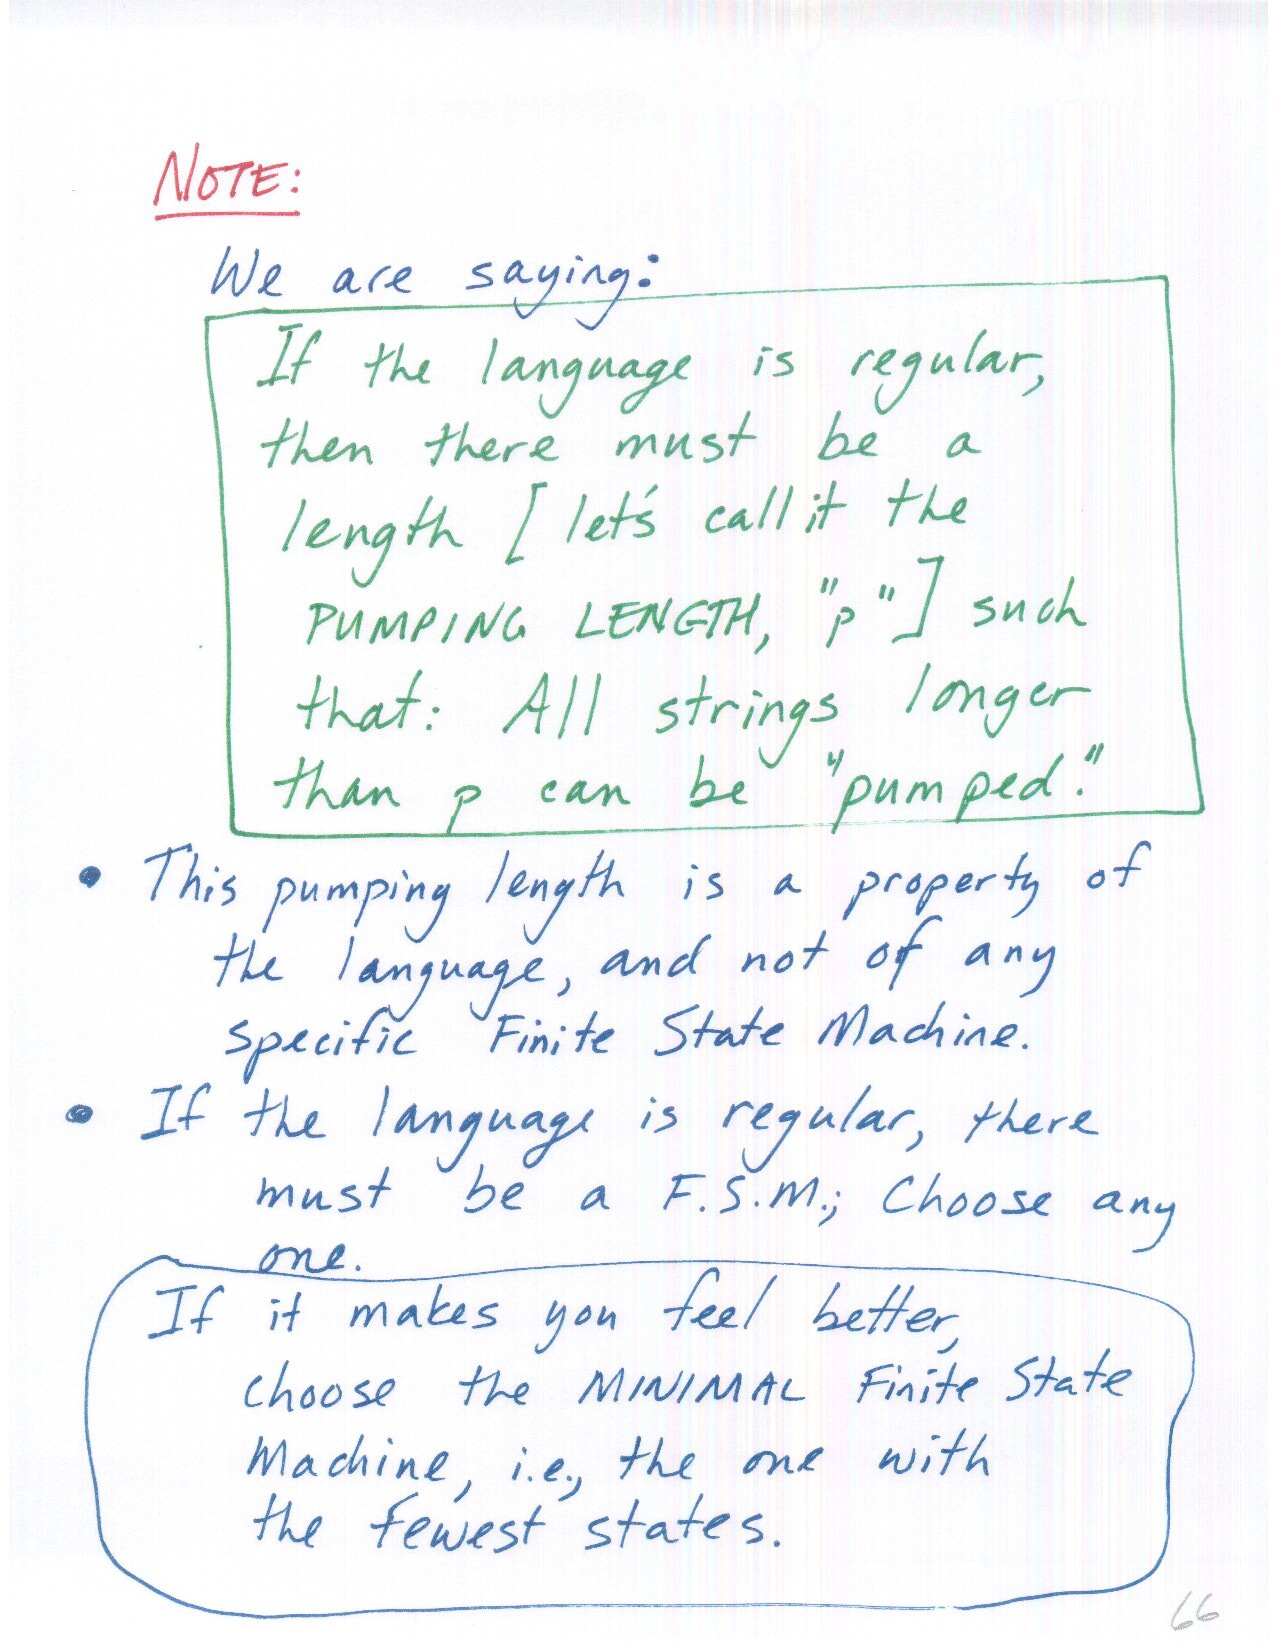 NOTE:
We are saying:
If the language is regular,
then there must be a
length [let's call it the
PUMPING LENGTH, "p"] such
that: All strings longer
than p can be "pumped."
• This pumping length is a property of
the language, and not of any
specific Finite State Machine.
• If the language is regular, there
must be a F.S.M.; Choose any
one.
If it makes you feel better,
choose the MINIMAL Finite State
Machine, i.e., the one with
the fewest states.
66